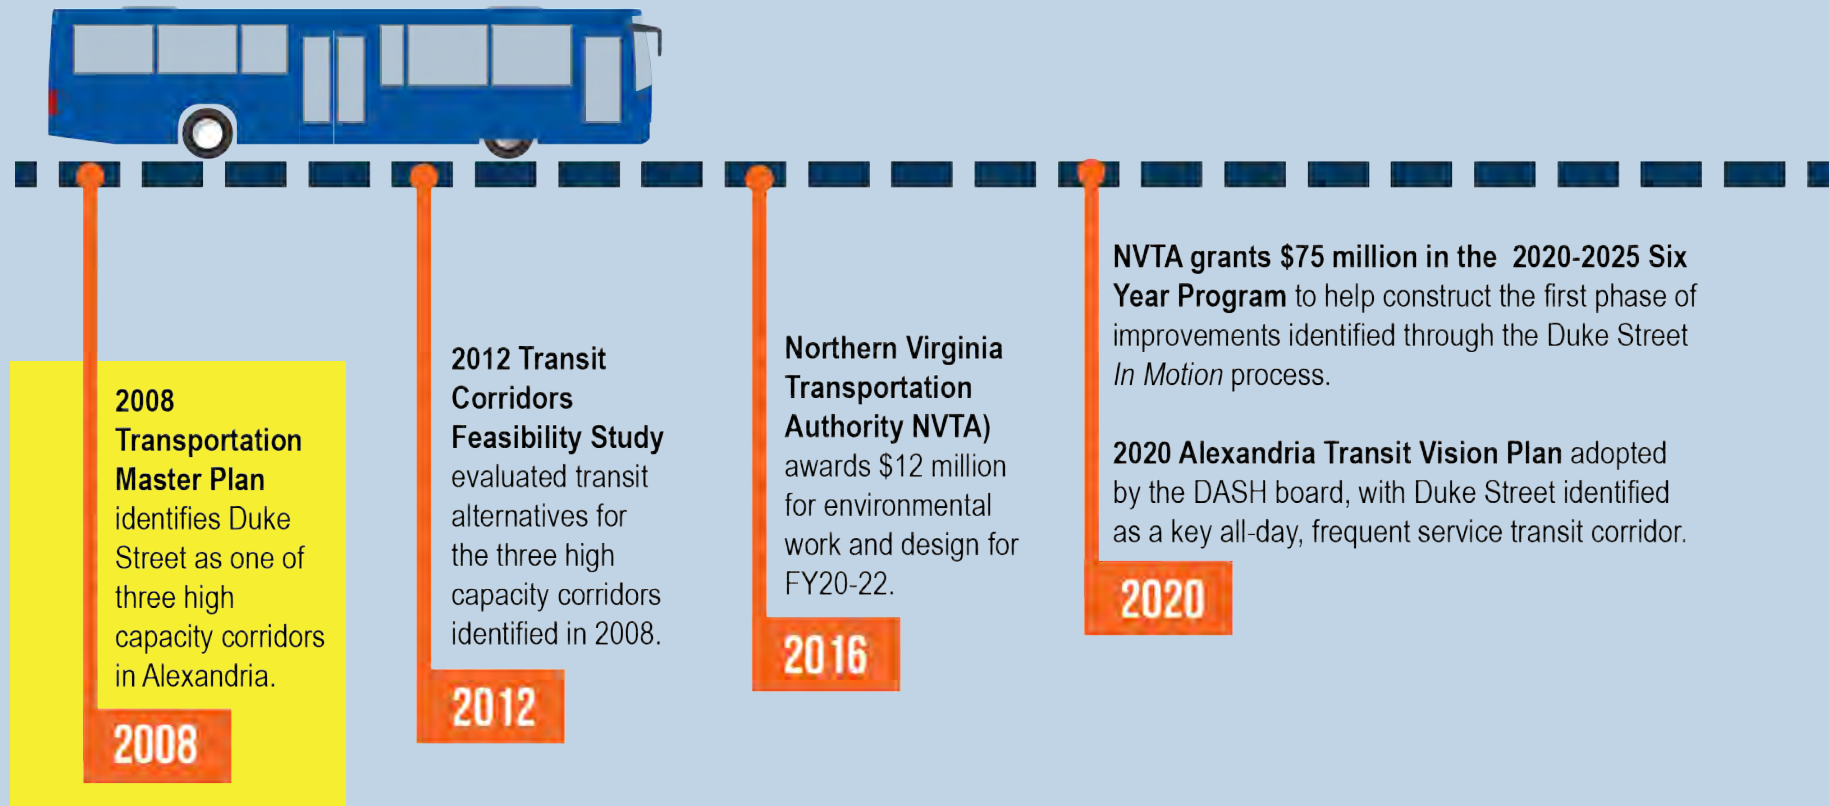 2008
Transportation
Master Plan
identifies Duke
Street as one of
three high
capacity corridors
in Alexandria.
2008
2012 Transit
Corridors
Feasibility Study
evaluated transit
alternatives for
the three high
capacity corridors
identified in 2008.
2012
Northern Virginia
Transportation
Authority NVTA)
awards $12 million
for environmental
work and design for
FY20-22.
2016
NVTA grants $75 million in the 2020-2025 Six
Year Program to help construct the first phase of
improvements identified through the Duke Street
In Motion process.
2020 Alexandria Transit Vision Plan adopted
by the DASH board, with Duke Street identified
as a key all-day, frequent service transit corridor.
2020